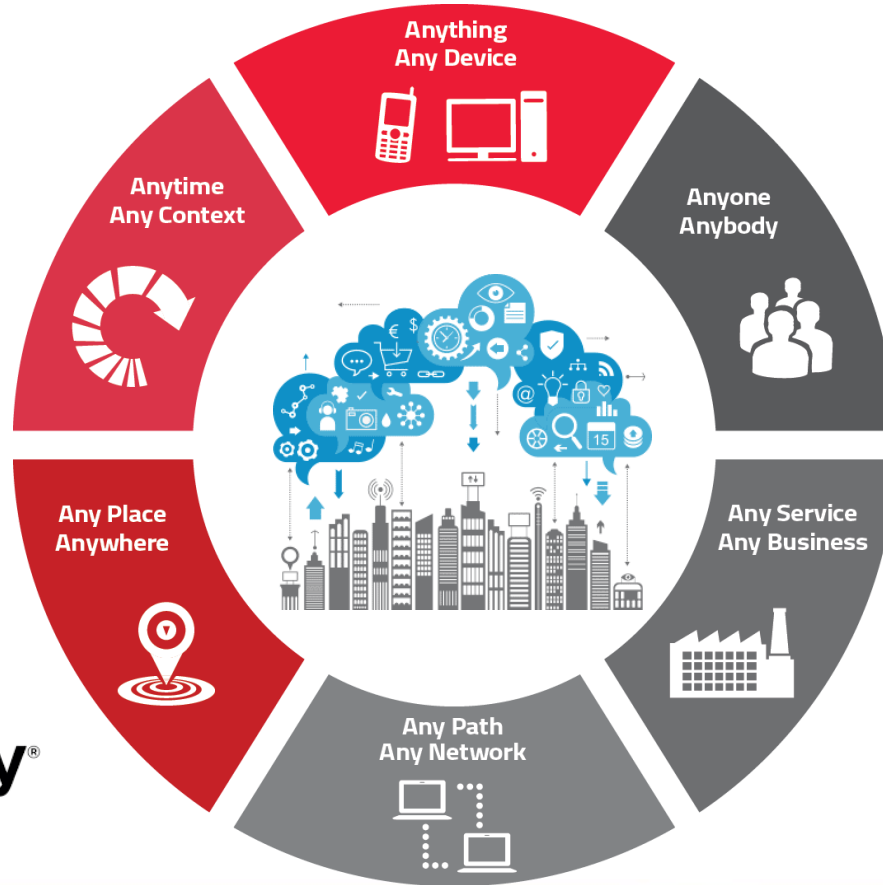 Anything
Any Device
Anytime
Any Context
Anyone
Anybody
€ $
@
15
Any Place
Anywhere
Any Service
Any Business
Any Path
Any Network
y®